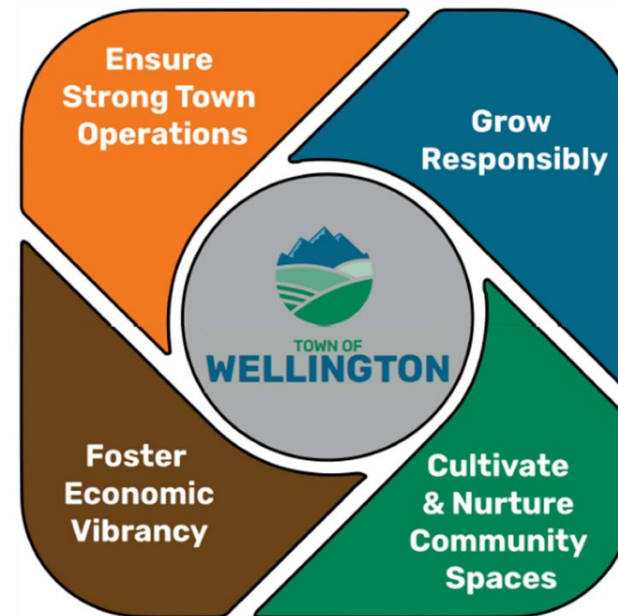 Ensure
Strong Town
Operations
Grow
Responsibly
TOWN OF
WELLINGTON
Foster
Economic
Vibrancy
Cultivate
& Nurture
Community
Spaces